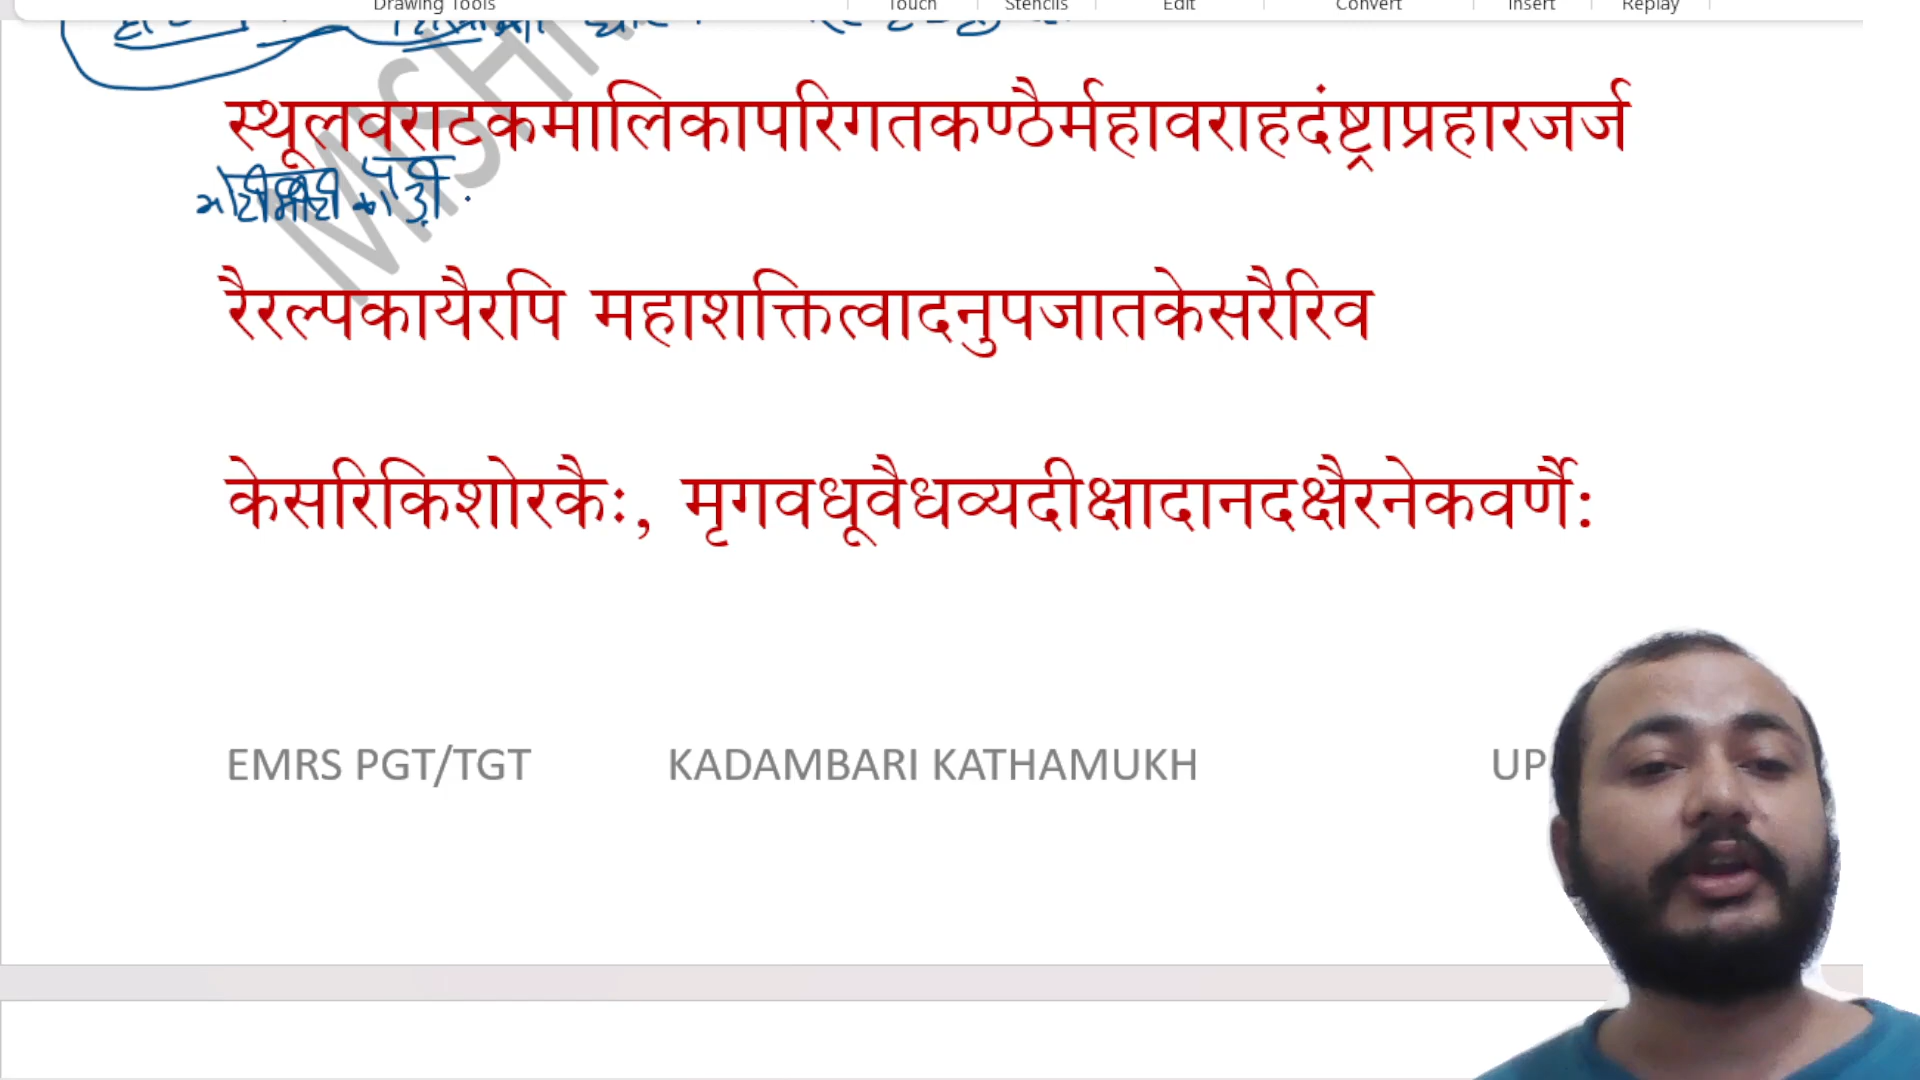 Drawing Tools Touch Stencils Edit Convert Insert Replay
स्थूलवराटकमालिकापरिगतकण्ठैर्महावराहदंष्ट्राप्रहारजर्ज
रैरल्पकायैरपि महाशक्तित्वादनुपजातकेसरैरिव
केसरिकिशोरकैः, मृगवधूवैधव्यदीक्षादानदक्षैरनेकवर्णैः
EMRS PGT/TGT KADAMBARI KATHAMUKH UP